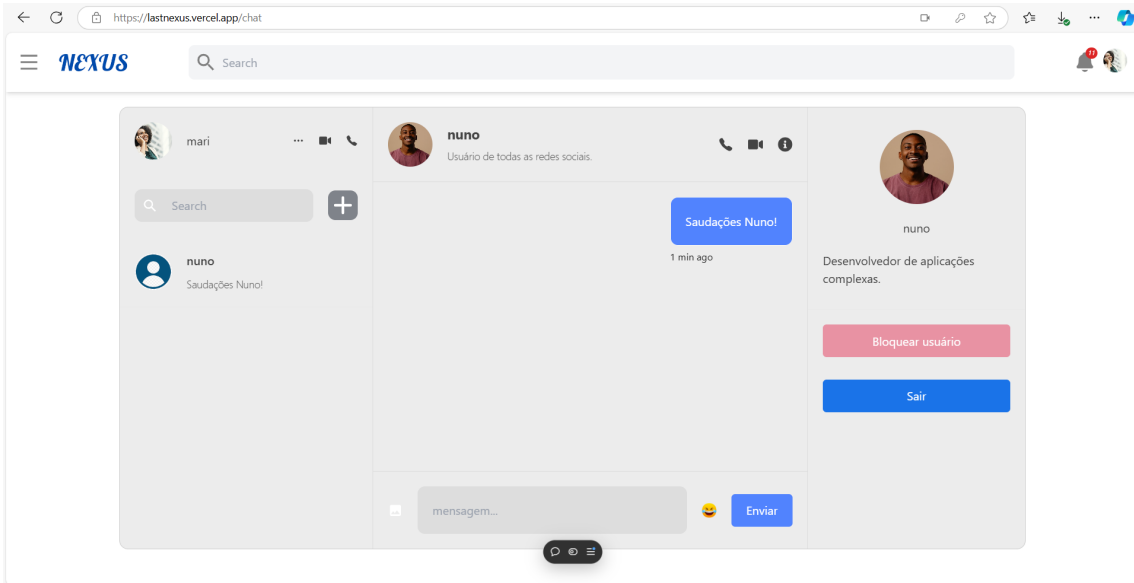 https://lastnexus.vercel.app/chat
NEXUS
Search
11
mari
Search
nuno
Saudações Nuno!
nuno
Usuário de todas as redes sociais.
Saudações Nuno!
1 min ago
mensagem...
Enviar
nuno
Desenvolvedor de aplicações
complexas.
Bloquear usuário
Sair